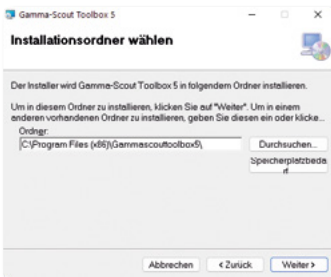 Gamma-Scout Toolbox 5
Installationsordner wählen
Der Installer wird Gamma-Scout Toolbox 5 in folgendem Ordner installieren.
Um in diesem Ordner zu installieren, klicken Sie auf "Weiter". Um in einem
anderen vorhandenen Ordner zu installieren, geben Sie diesen ein oder klicke...
Ordner:
C:\Program Files (x86)\Gammascouttoolbox5\
Durchsuchen...
Speicherplatzbeda
rf
Abbrechen < Zurück Weiter >